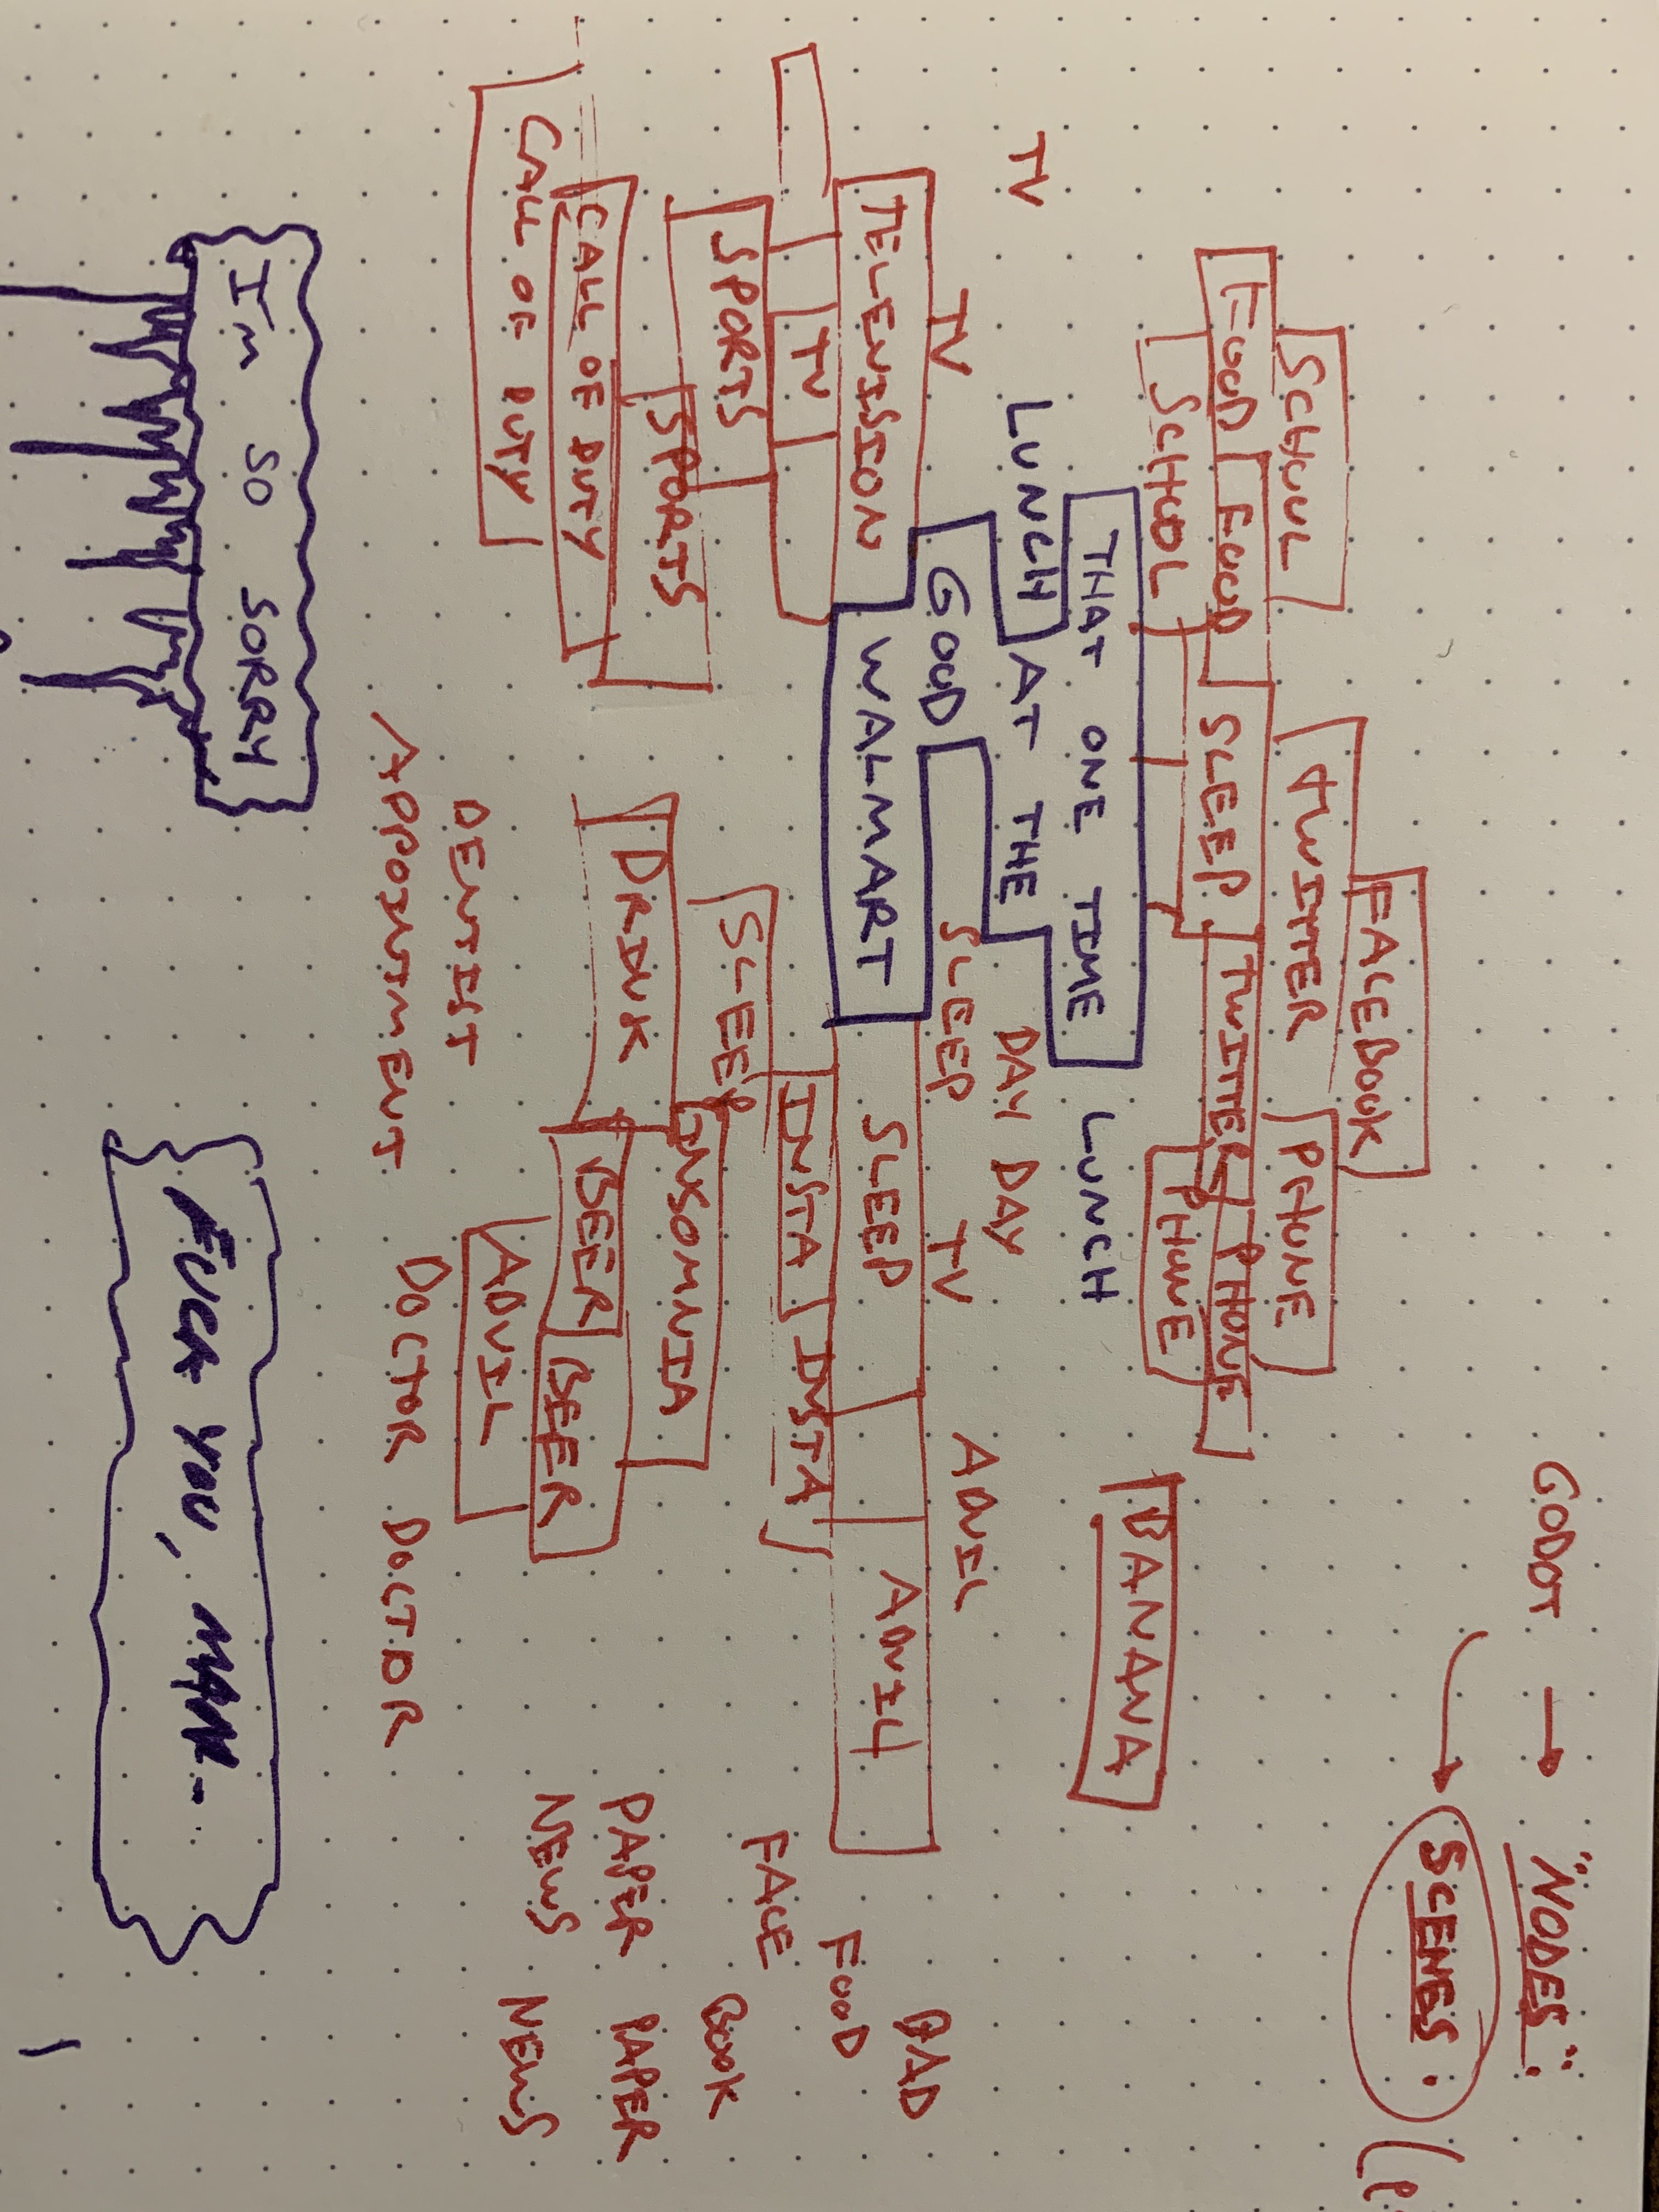 GODOT → "NODES":
SCENES: (
FACEBOOK
SCHOOL TWITTER PHONE
FOOD FOOD SLEEP TWITTER PHONE
SCHOOL PHONE
BANANA
THAT ONE TIME LUNCH
TV LUNCH AT THE DAY DAY
TV GOOD SLEEP TV ADVIL
TELEVISION WALMART SLEEP ADVIL BAD
FOOD
TV INSTA INSTA
FACE
SPORTS SLEEP
BOOK
SPORTS INSOMNIA
DRINK PAPER PAPER
CALL OF DUTY BEER BEER
NEWS NEWS
CALL OF DUTY
ADVIL
DENTIST
APPOINTMENT DOCTOR DOCTOR
I'M SO SORRY
FUCK YOU, MAN-